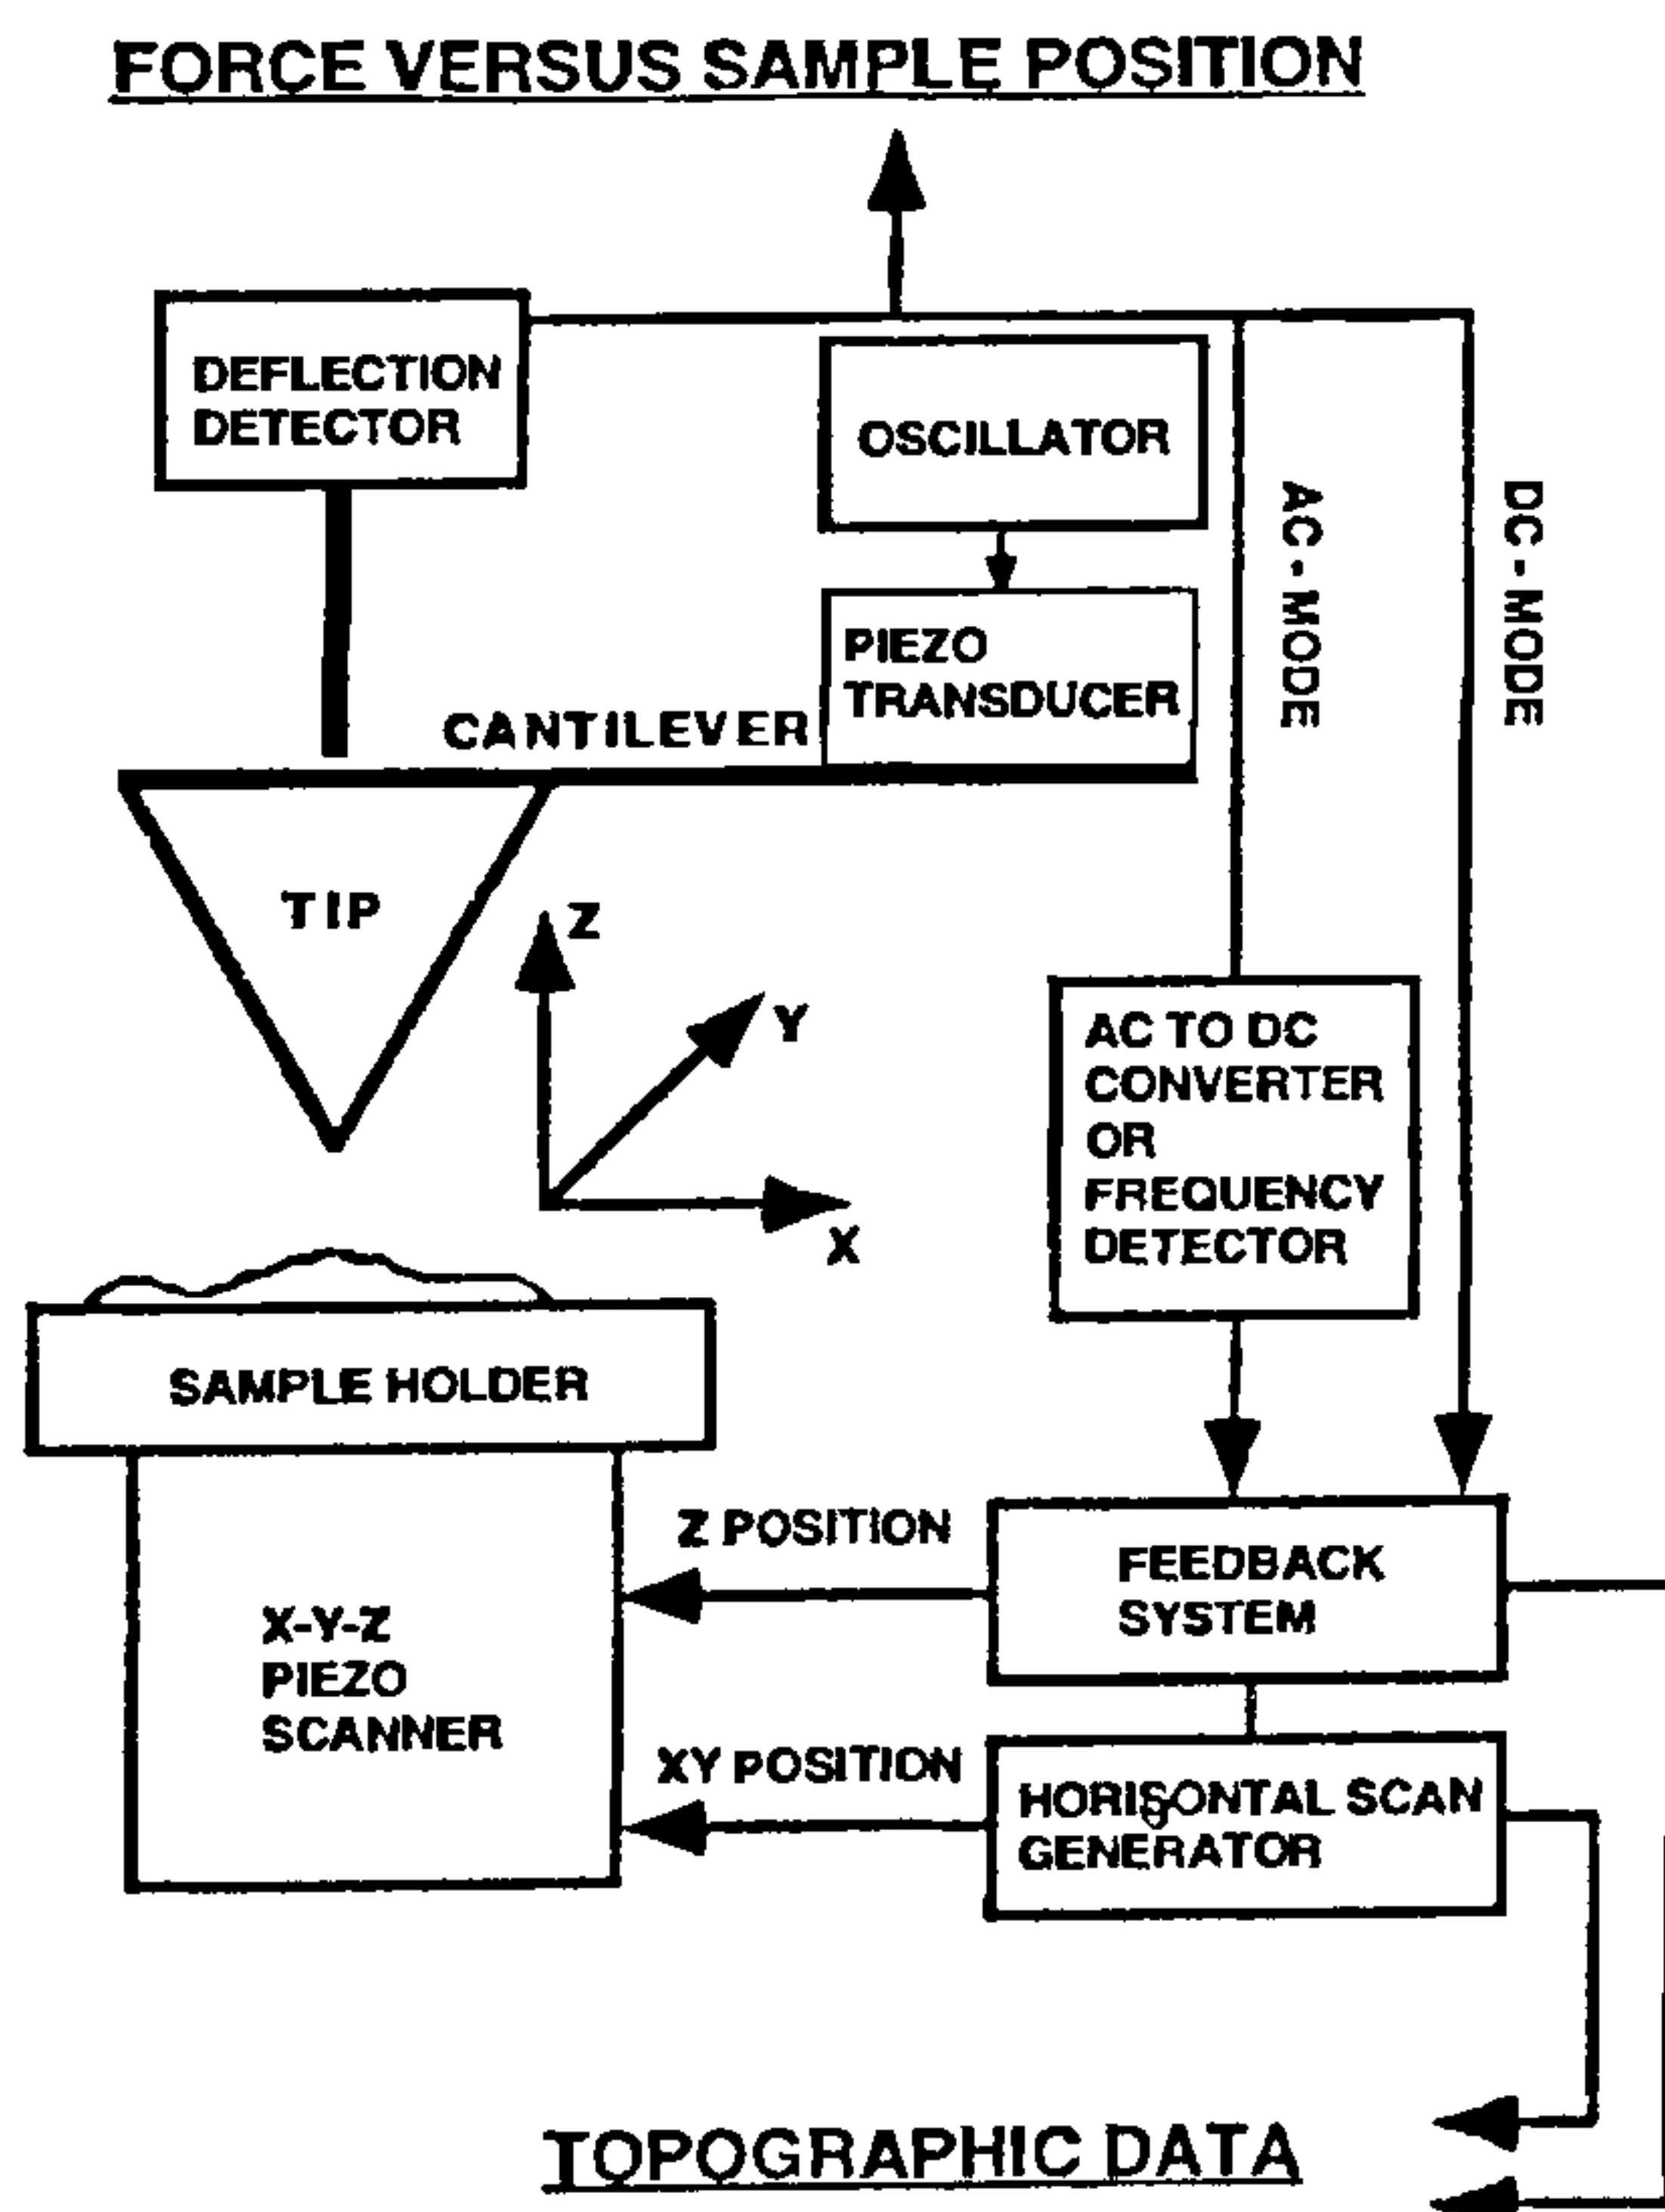 FORCE VERSUS SAMPLE POSITION
DEFLECTION
DETECTOR
OSCILLATOR
PIEZO
TRANSDUCER
CANTILEVER
AC - MODE
DC - MODE
TIP
Z
Y
X
AC TO DC
CONVERTER
OR
FREQUENCY
DETECTOR
SAMPLE HOLDER
Z POSITION
FEEDBACK
SYSTEM
X-Y-Z
PIEZO
SCANNER
XY POSITION
HORISONTAL SCAN
GENERATOR
TOPOGRAPHIC DATA